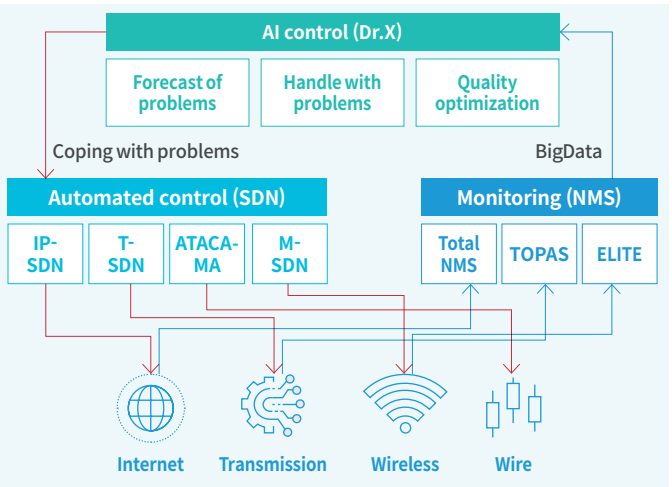 AI control (Dr.X)
Forecast of
problems
Handle with
problems
Quality
optimization
Coping with problems
BigData
Automated control (SDN)
Monitoring (NMS)
IP-
SDN
T-
SDN
ATACA-
MA
M-
SDN
Total
NMS
TOPAS
ELITE
Internet
Transmission
Wireless
Wire